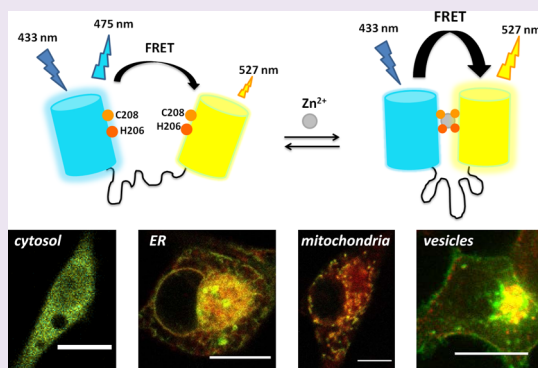 475 nm
433 nm
FRET
527 nm
C208
H206
C208
H206
Zn2+
FRET
433 nm
527 nm
cytosol
ER
mitochondria
vesicles